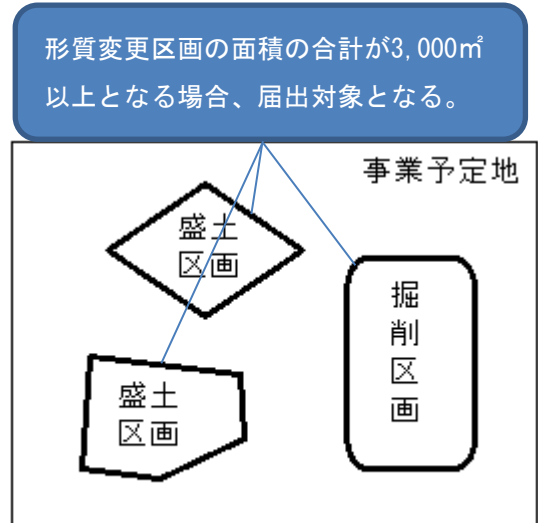 形質変更区画の面積の合計が3,000㎡
以上となる場合、届出対象となる。
事業予定地
盛土
区画
掘
削
区
画
盛土
区画